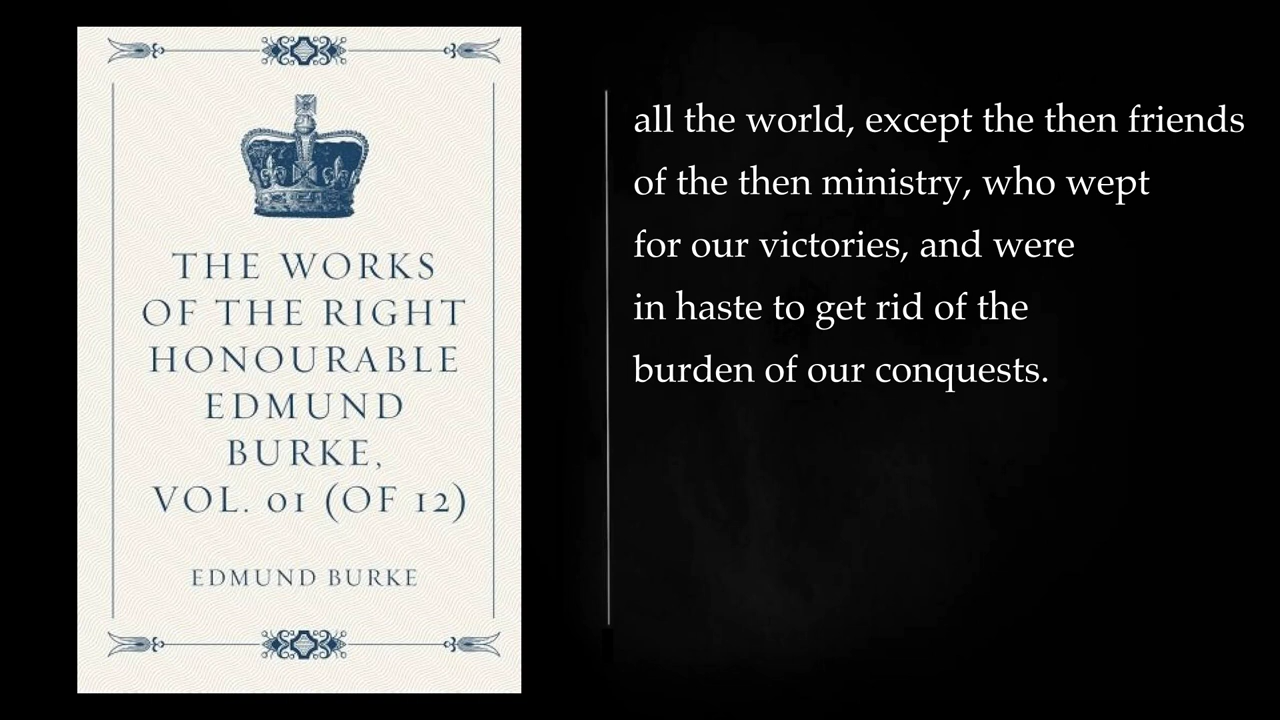 THE WORKS
OF THE RIGHT
HONOURABLE
EDMUND
BURKE,
VOL. 01 (OF 12)
EDMUND BURKE
all the world, except the then friends
of the then ministry, who wept
for our victories, and were
in haste to get rid of the
burden of our conquests.